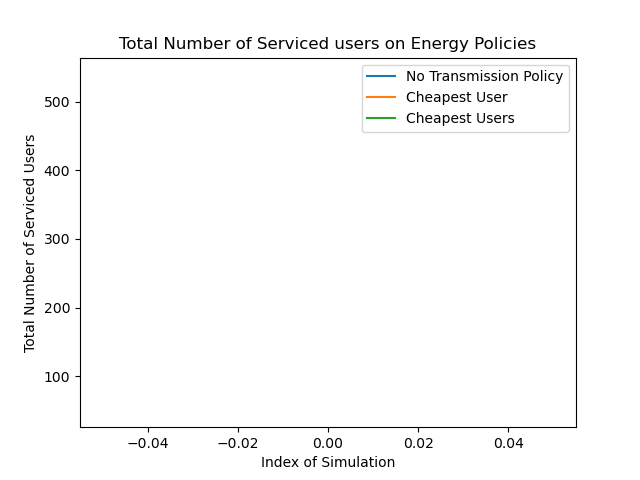 Total Number of Serviced users on Energy Policies
No Transmission Policy
Cheapest User
Cheapest Users
Total Number of Serviced Users
500
400
300
200
100
−0.04
−0.02
0.00
0.02
0.04
Index of Simulation